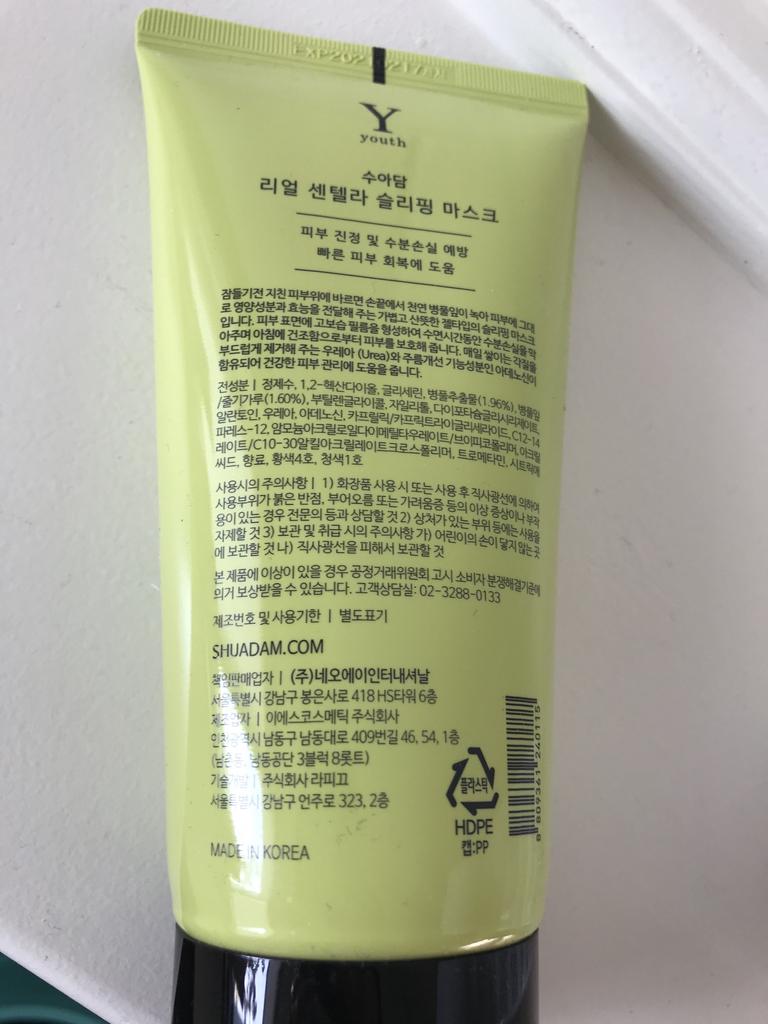 Y
youth
수아담
리얼 센텔라 슬리핑 마스크
피부 진정 및 수분손실 예방
빠른 피부 회복에 도움
잠들기전 지친 피부위에 바르면 손끝에서 천연 병풀잎이 녹아 피부에 그대
로 영양성분과 효능을 전달해 주는 가볍고 산뜻한 젤타입의 슬리핑 마스크
입니다. 피부 표면에 고보습 필름을 형성하여 수면시간동안 수분손실을 막
아주며 아침에 건조함으로부터 피부를 보호해 줍니다. 매일 쌓이는 각질을
부드럽게 제거해 주는 우레아 (Urea)와 주름개선 기능성분인 아데노신이
함유되어 건강한 피부 관리에 도움을 줍니다.
전성분 | 정제수, 1,2-헥산다이올, 글리세린, 병풀추출물(1.96%), 병풀잎
/줄기가루(1.60%), 부틸렌글라이콜, 자일리톨, 다이포타슘글리시리제이트,
알란토인, 우레아, 아데노신, 카프릴릭/카프릭트라이글리세라이드, C12-14
파레스-12, 암모늄아크릴로일다이메틸타우레이트/브이피코폴리머, 아크릴
레이트/C10-30알킬아크릴레이트크로스폴리머, 트로메타민, 시트릭애
씨드, 향료, 황색4호, 청색1호
사용시의 주의사항 | 1) 화장품 사용 시 또는 사용 후 직사광선에 의하여
사용부위가 붉은 반점, 부어오름 또는 가려움증 등의 이상 증상이나 부작
용이 있는 경우 전문의 등과 상담할 것 2) 상처가 있는 부위 등에는 사용을
자제할 것 3) 보관 및 취급 시의 주의사항 가) 어린이의 손이 닿지 않는 곳
에 보관할 것 나) 직사광선을 피해서 보관할 것
본 제품에 이상이 있을 경우 공정거래위원회 고시 소비자 분쟁해결기준에
의거 보상받을 수 있습니다. 고객상담실: 02-3288-0133
제조번호 및 사용기한 | 별도표기
SHUADAM.COM
책임판매업자 | (주)네오에이인터내셔날
서울특별시 강남구 봉은사로 418 HS타워 6층
제조업자 | 이에스코스메틱 주식회사
인천광역시 남동구 남동대로 409번길 46, 54, 1층
(남촌동, 남동공단 3블럭 8롯트)
기술개발 | 주식회사 라피끄
서울특별시 강남구 언주로 323, 2층
MADE IN KOREA
플라스틱
HDPE
캡:PP
8 809361 240115